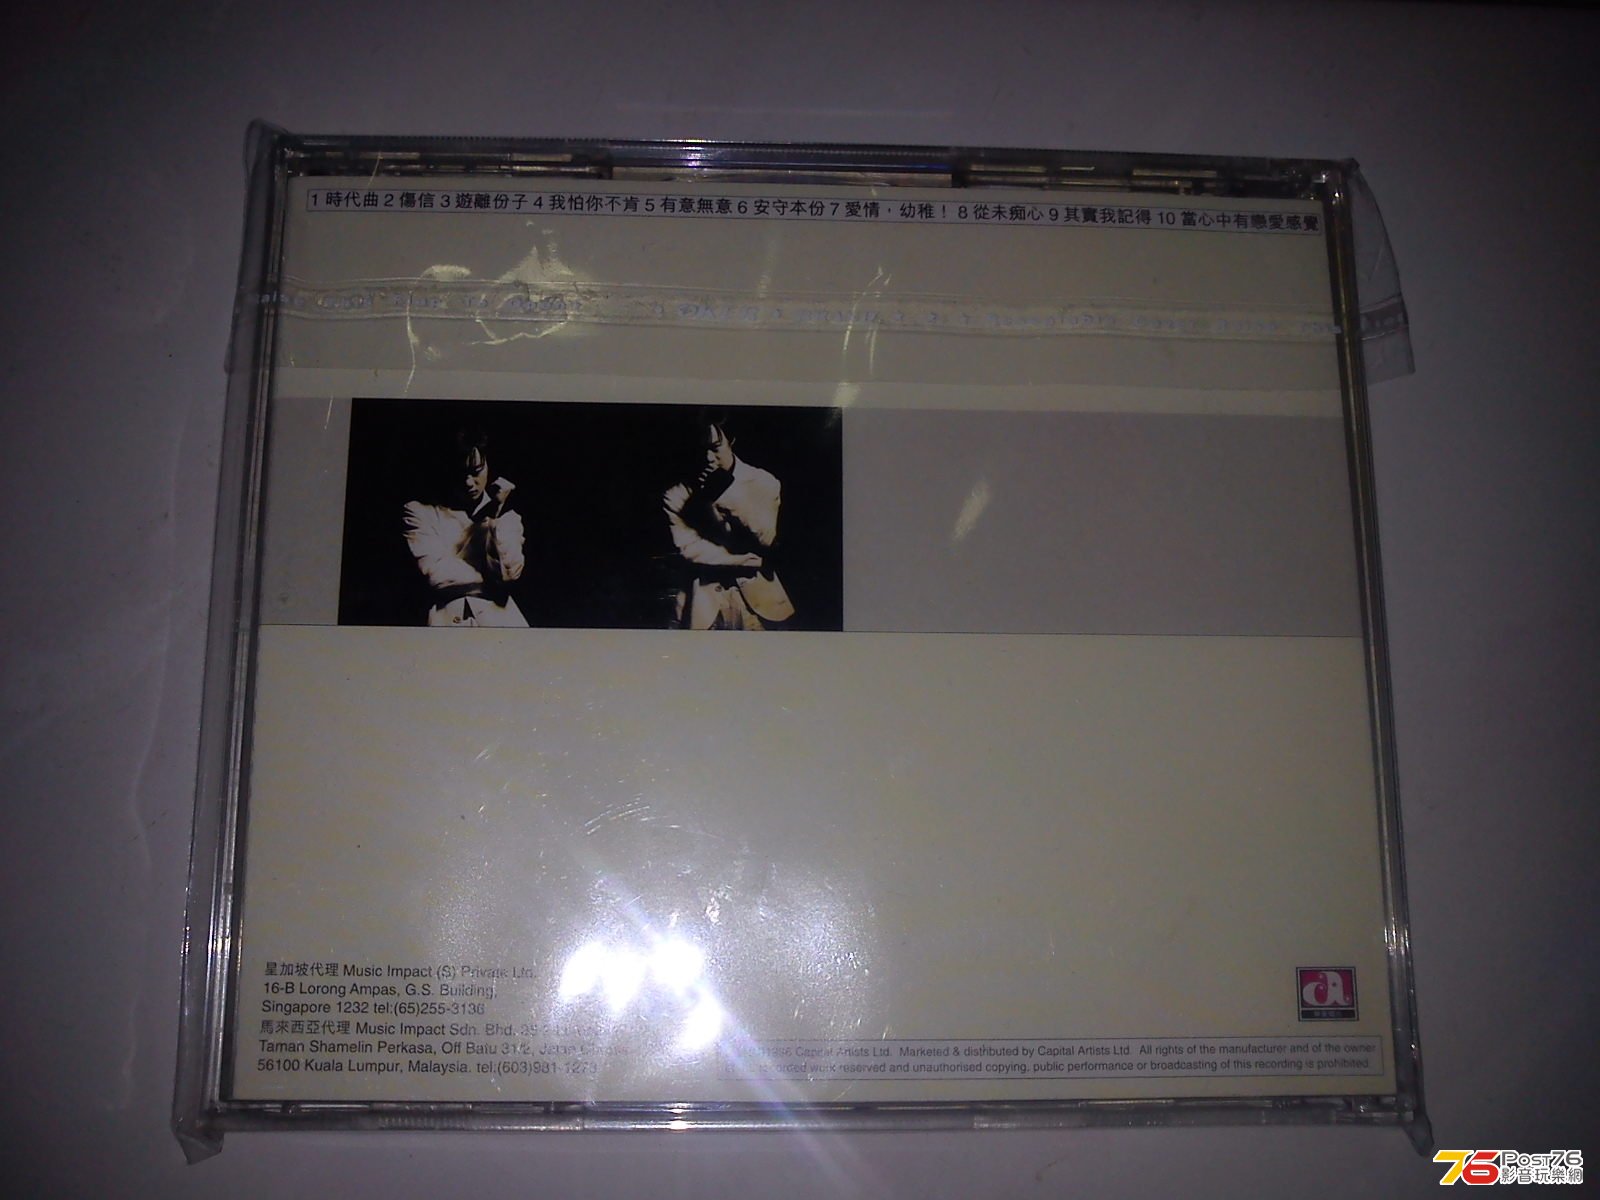 1 時代曲 2 傷信 3 遊離份子 4 我怕你不肯 5 有意無意 6 安守本份 7 愛情，幼稚！ 8 從未痴心 9 其實我記得 10 當心中有戀愛感覺
星加坡代理 Music Impact (S) Private Ltd.
16-B Lorong Ampas, G.S. Building,
Singapore 1232 tel:(65)255-3136
馬來西亞代理 Music Impact Sdn. Bhd.
Taman Shamelin Perkasa, Off Batu 31/2,
56100 Kuala Lumpur, Malaysia. tel:(603)981-1273
Capital Artists Ltd. Marketed & distributed by Capital Artists Ltd. All rights of the manufacturer and of the owner
recorded work reserved and unauthorised copying, public performance or broadcasting of this recording is prohibited.
a
76 Post76
影音玩樂網